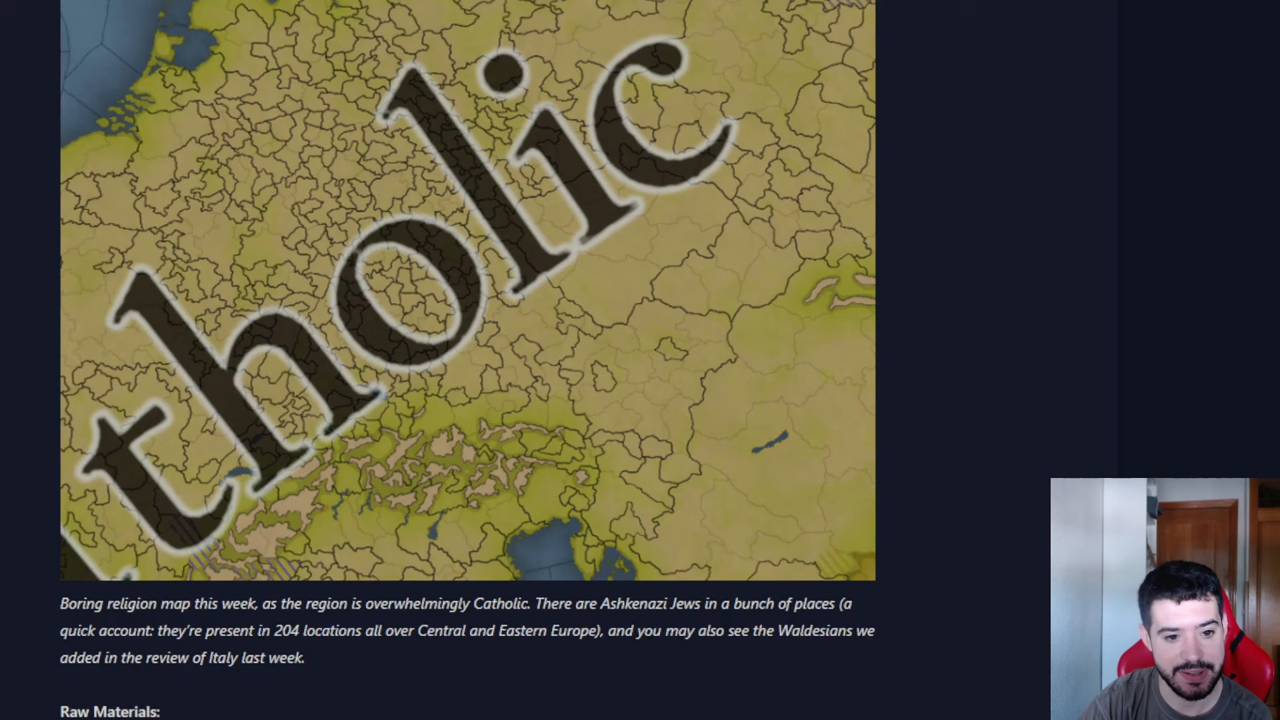 tholic
Boring religion map this week, as the region is overwhelmingly Catholic. There are Ashkenazi Jews in a bunch of places (a
quick account: they're present in 204 locations all over Central and Eastern Europe), and you may also see the Waldesians we
added in the review of Italy last week.
Raw Materials: